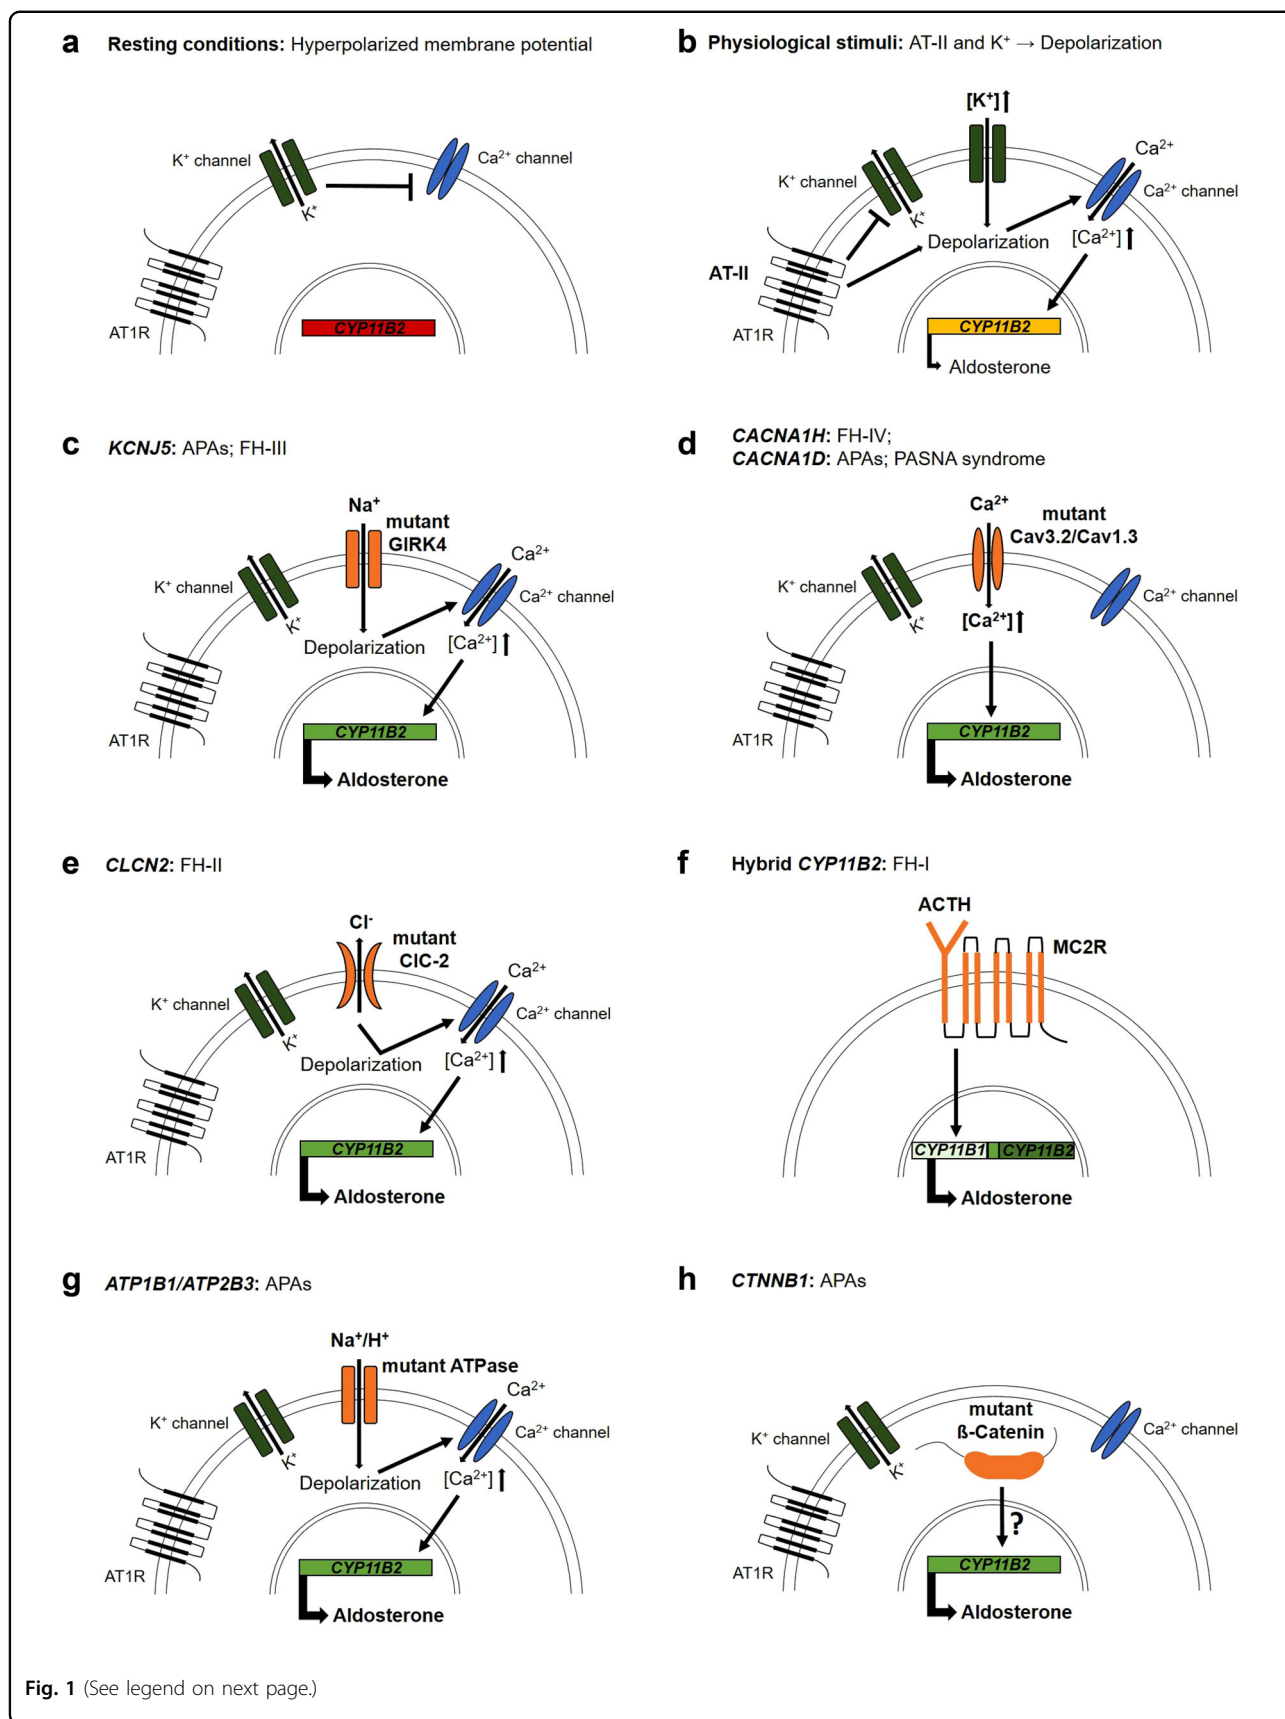 a Resting conditions: Hyperpolarized membrane potential
K⁺ channel
Ca²⁺ channel
K⁺
AT1R
CYP11B2
b Physiological stimuli: AT-II and K⁺ → Depolarization
[K⁺]
Ca²⁺
K⁺ channel
Ca²⁺ channel
K⁺
Depolarization
[Ca²⁺]
AT-II
AT1R
CYP11B2
Aldosterone
c KCNJ5: APAs; FH-III
Na⁺
mutant
GIRK4
Ca²⁺
K⁺ channel
Ca²⁺ channel
K⁺
Depolarization
[Ca²⁺]
AT1R
CYP11B2
Aldosterone
d CACNA1H: FH-IV;
CACNA1D: APAs; PASNA syndrome
Ca²⁺
mutant
Cav3.2/Cav1.3
K⁺ channel
Ca²⁺ channel
K⁺
[Ca²⁺]
AT1R
CYP11B2
Aldosterone
e CLCN2: FH-II
Cl⁻
mutant
ClC-2
Ca²⁺
K⁺ channel
Ca²⁺ channel
K⁺
Depolarization
[Ca²⁺]
AT1R
CYP11B2
Aldosterone
f Hybrid CYP11B2: FH-I
ACTH
MC2R
CYP11B1 CYP11B2
Aldosterone
g ATP1B1/ATP2B3: APAs
Na⁺/H⁺
mutant ATPase
Ca²⁺
K⁺ channel
Ca²⁺ channel
K⁺
Depolarization
[Ca²⁺]
AT1R
CYP11B2
Aldosterone
h CTNNB1: APAs
mutant
ß-Catenin
K⁺ channel
Ca²⁺ channel
K⁺
?
AT1R
CYP11B2
Aldosterone
Fig. 1 (See legend on next page.)